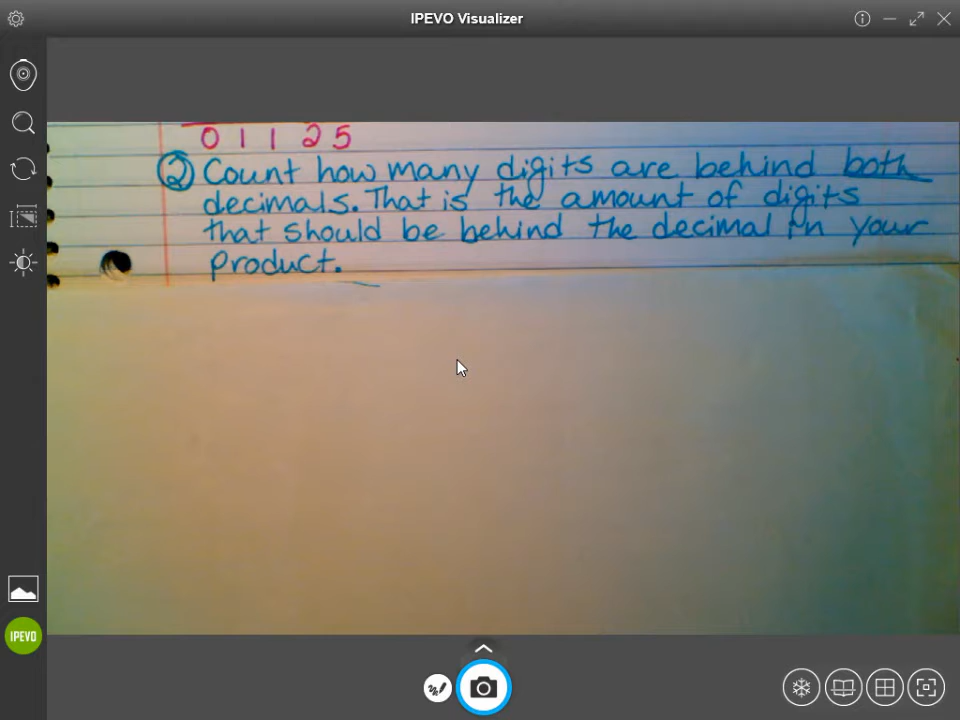 IPEVO Visualizer
0 1 1 2 5
② Count how many digits are behind both
decimals. That is the amount of digits
that should be behind the decimal in your
product.
IPEVO